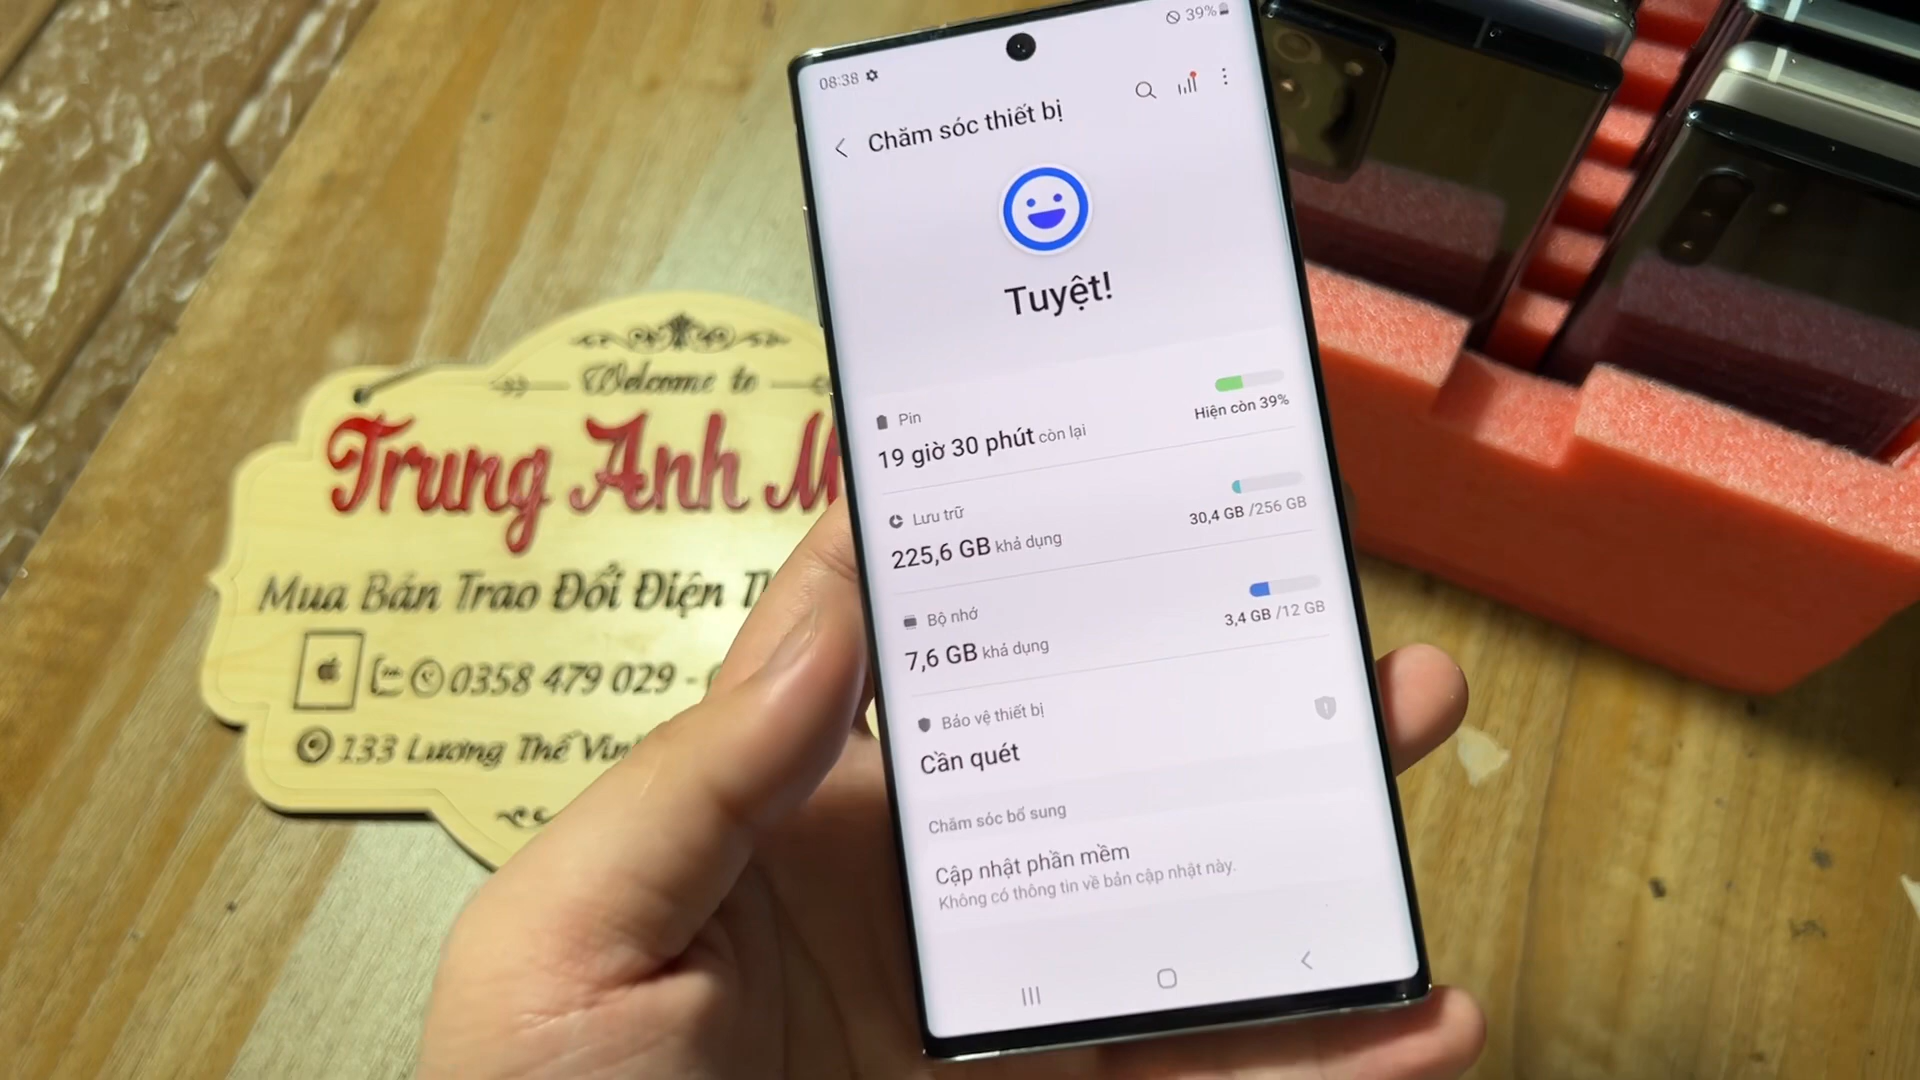 Welcome to
Trung Anh
Mua Bán Trao Đổi Điện
0358 479 029 -
133 Lương Thế Vinh
08:38
39%
Chăm sóc thiết bị
Tuyệt!
Pin
19 giờ 30 phút còn lại
Hiện còn 39%
Lưu trữ
225,6 GB khả dụng
30,4 GB /256 GB
Bộ nhớ
7,6 GB khả dụng
3,4 GB /12 GB
Bảo vệ thiết bị
Cần quét
Chăm sóc bổ sung
Cập nhật phần mềm
Không có thông tin về bản cập nhật này.